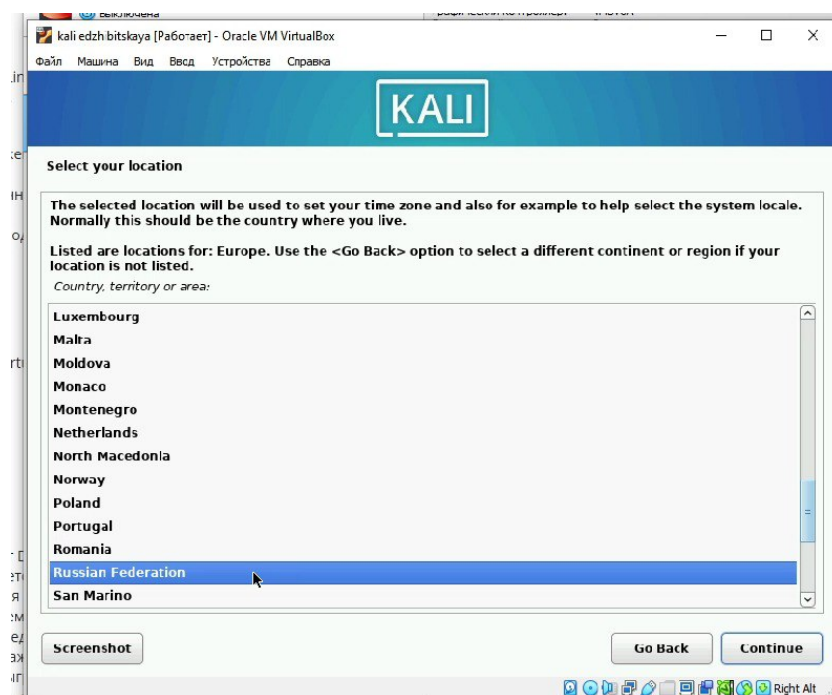 выключена
kali edzhibitskaya [Работает] - Oracle VM VirtualBox
Файл Машина Вид Ввод Устройства Справка
KALI
Select your location
The selected location will be used to set your time zone and also for example to help select the system locale.
Normally this should be the country where you live.
Listed are locations for: Europe. Use the <Go Back> option to select a different continent or region if your
location is not listed.
Country, territory or area:
Luxembourg
Malta
Moldova
Monaco
Montenegro
Netherlands
North Macedonia
Norway
Poland
Portugal
Romania
Russian Federation
San Marino
Screenshot Go Back Continue
Right Alt